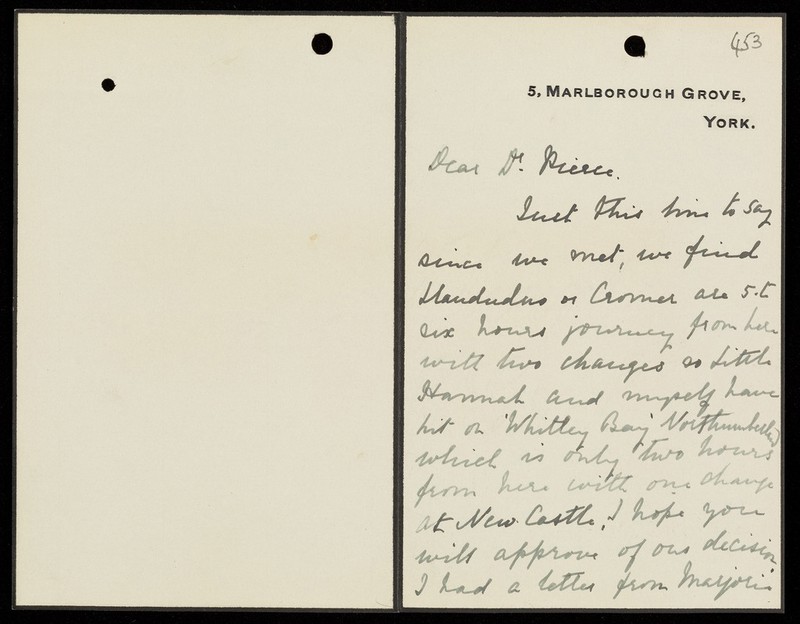 453
5, MARLBOROUGH GROVE,
YORK.
Dear Dr. Pierce.
Just this line to say
since we met, we find
Llandudno or Cromer are 5. t
six hours journey from here
with two changes so Little
Hannah and myself have
hit on 'Whitley Bay' Northumberland
which is only two hours
from here with one change
at New Castle, I hope you
will approve of our decision
I had a letter from Marjorie